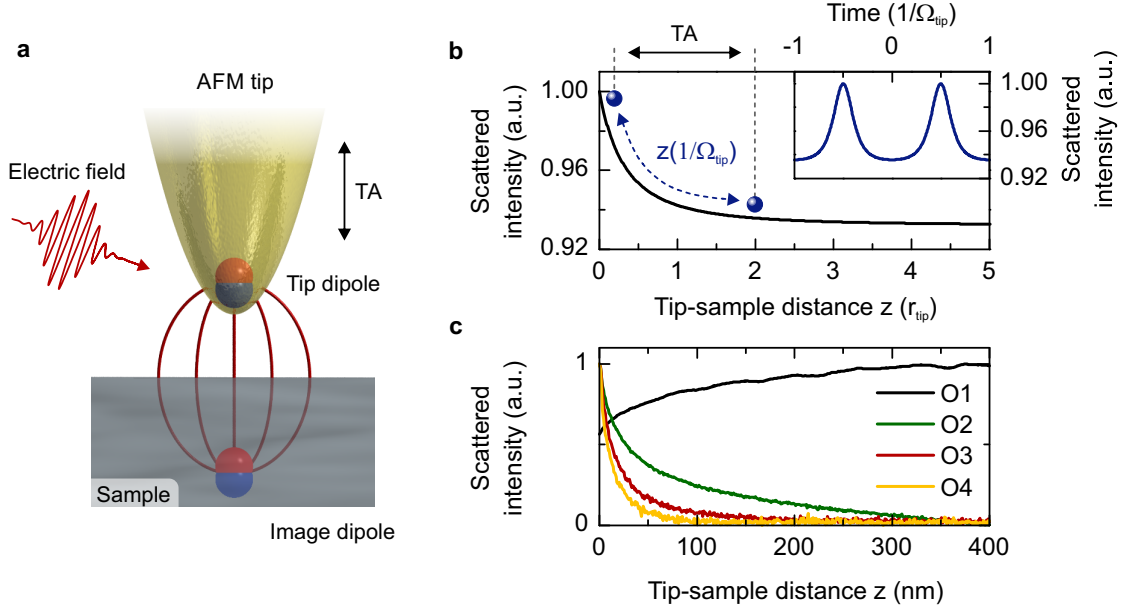 a
AFM tip
Electric field
TA
Tip dipole
Sample
Image dipole
b
TA
Time (1/Ωtip)
-1 0 1
Scattered
intensity (a.u.)
1.00
0.96
0.92
z(1/Ωtip)
1.00
0.96
0.92
Scattered
intensity (a.u.)
0 1 2 3 4 5
Tip-sample distance z (rtip)
c
Scattered
intensity (a.u.)
1
0
O1
O2
O3
O4
0 100 200 300 400
Tip-sample distance z (nm)